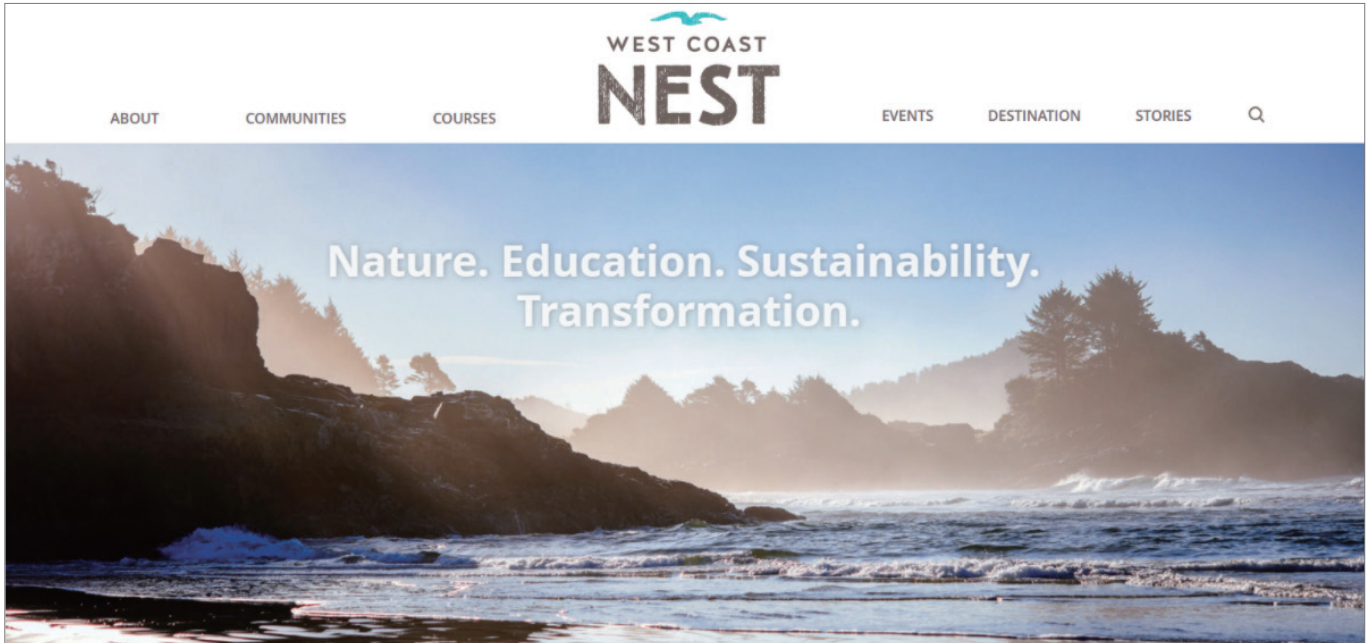 WEST COAST
NEST
ABOUT COMMUNITIES COURSES EVENTS DESTINATION STORIES
Nature. Education. Sustainability.
Transformation.